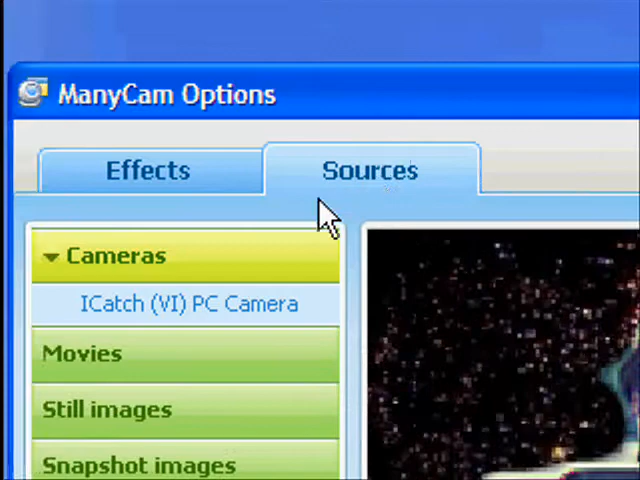 ManyCam Options
Effects
Sources
Cameras
ICatch (VI) PC Camera
Movies
Still images
Snapshot images